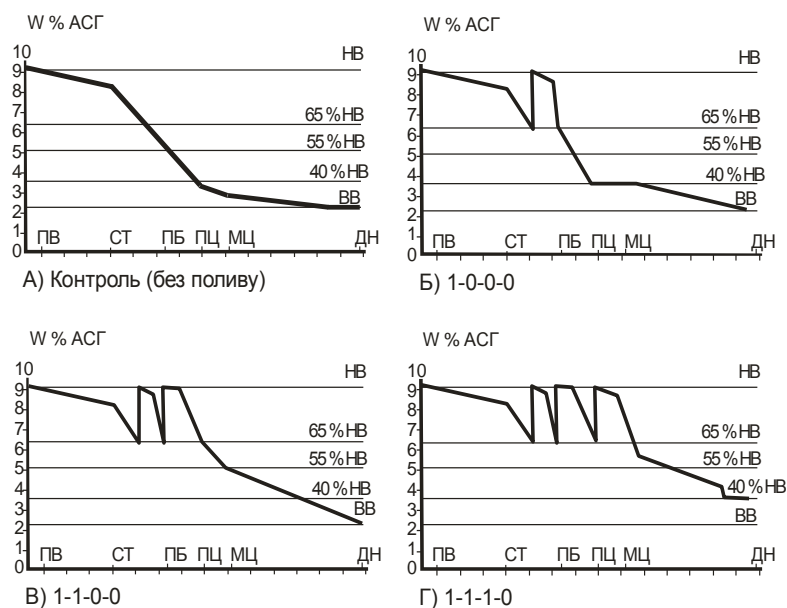 W % АСГ
10
НВ
9
8
7
65 %НВ
6
55 %НВ
5
4
40 %НВ
3
ВВ
2
1
ПВ СТ ПБ ПЦ МЦ ДН
0
А) Контроль (без поливу)
W % АСГ
10
НВ
9
8
7
65 %НВ
6
55 %НВ
5
4
40 %НВ
3
ВВ
2
1
ПВ СТ ПБ ПЦ МЦ ДН
0
Б) 1-0-0-0
W % АСГ
10
НВ
9
8
7
65 %НВ
6
55 %НВ
5
4
40 %НВ
3
ВВ
2
1
ПВ СТ ПБ ПЦ МЦ ДН
0
В) 1-1-0-0
W % АСГ
10
НВ
9
8
7
65 %НВ
6
55 %НВ
5
4
40 %НВ
3
ВВ
2
1
ПВ СТ ПБ ПЦ МЦ ДН
0
Г) 1-1-1-0